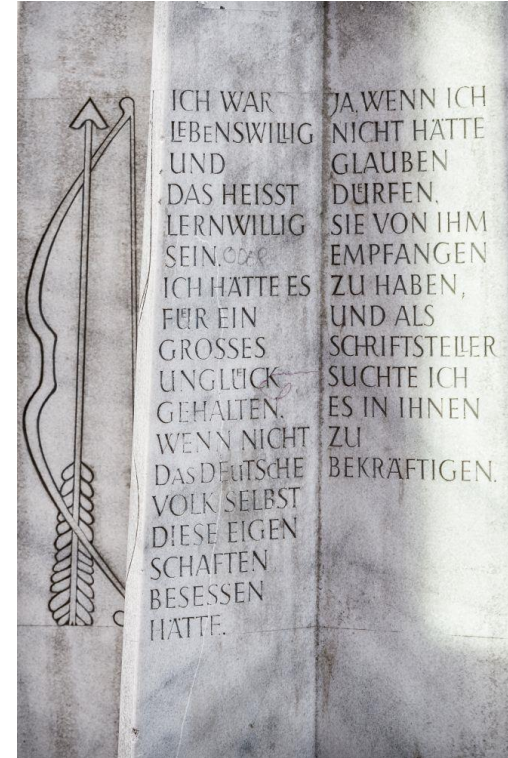 ICH WAR
LEBENSWILLIG
UND
DAS HEISST
LERNWILLIG
SEIN.
ICH HÄTTE ES
FÜR EIN
GROSSES
UNGLÜCK
GEHALTEN,
WENN NICHT
DAS DEUTSCHE
VOLK SELBST
DIESE EIGEN
SCHAFTEN
BESESSEN
HÄTTE.
JA, WENN ICH
NICHT HÄTTE
GLAUBEN
DÜRFEN,
SIE VON IHM
EMPFANGEN
ZU HABEN,
UND ALS
SCHRIFTSTELLER
SUCHTE ICH
ES IN IHNEN
ZU
BEKRÄFTIGEN.